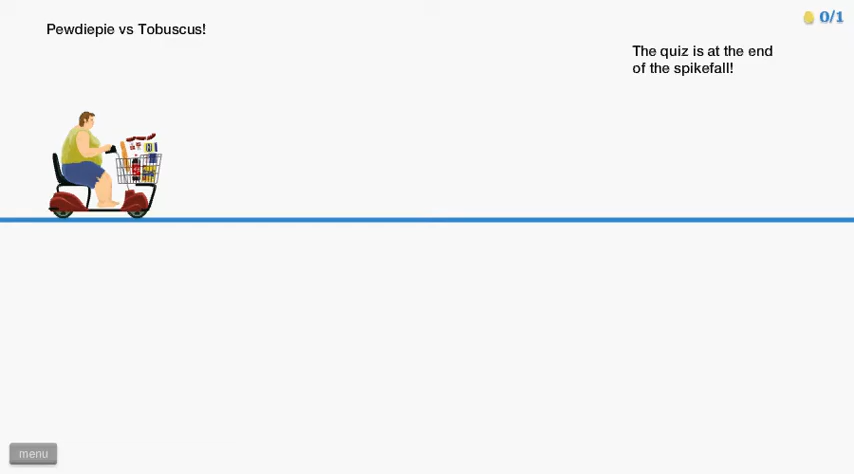 Pewdiepie vs Tobuscus!
0/1
The quiz is at the end
of the spikefall!
menu